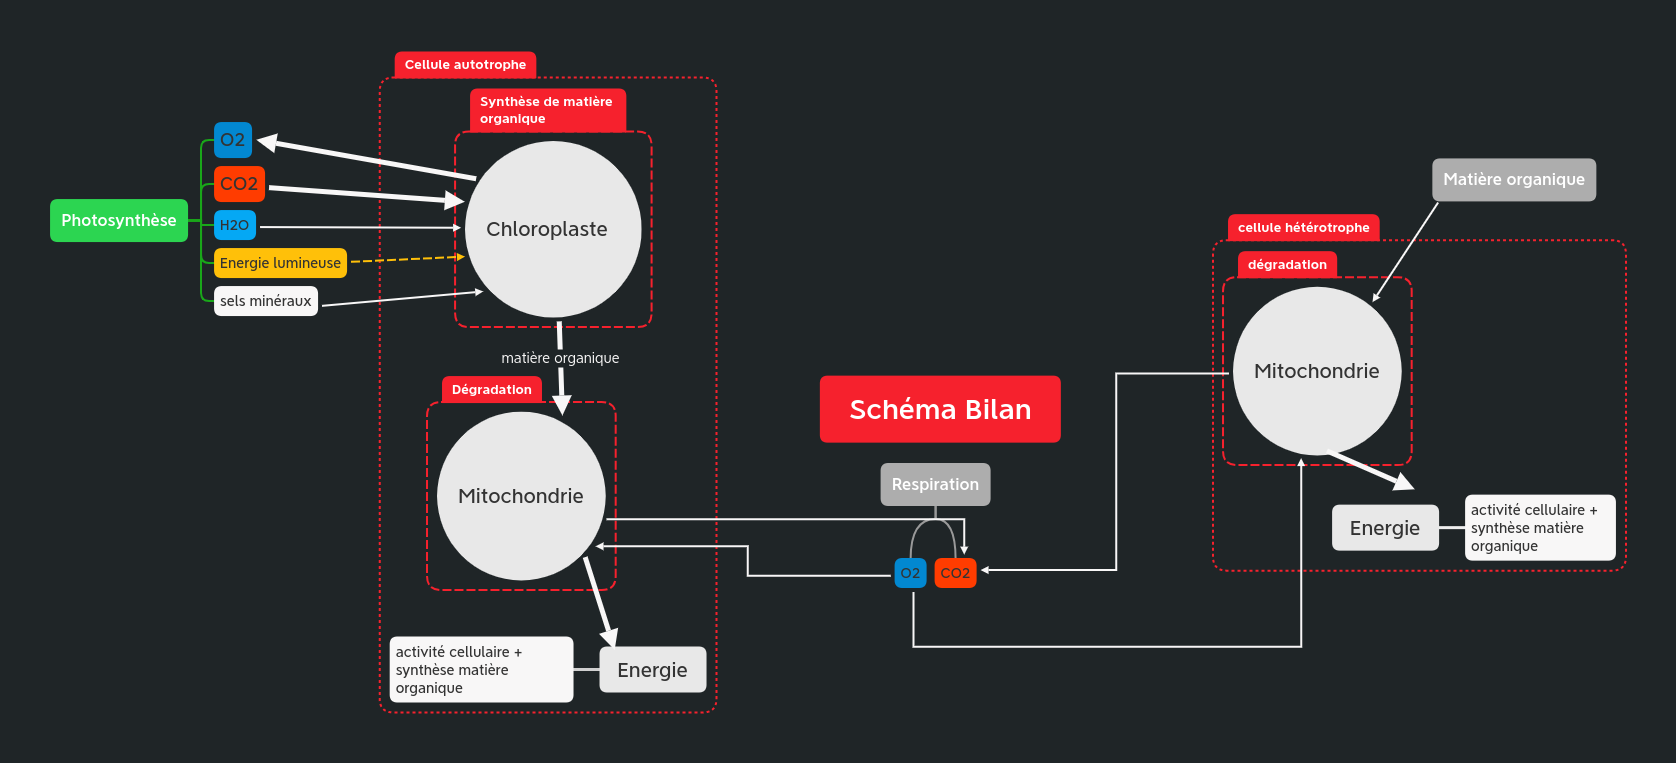 Cellule autotrophe
Synthèse de matière
organique
O2
CO2
H2O
Energie lumineuse
sels minéraux
Photosynthèse
Chloroplaste
matière organique
Dégradation
Mitochondrie
activité cellulaire +
synthèse matière
organique
Energie
Schéma Bilan
Respiration
O2
CO2
Matière organique
cellule hétérotrophe
dégradation
Mitochondrie
Energie
activité cellulaire +
synthèse matière
organique